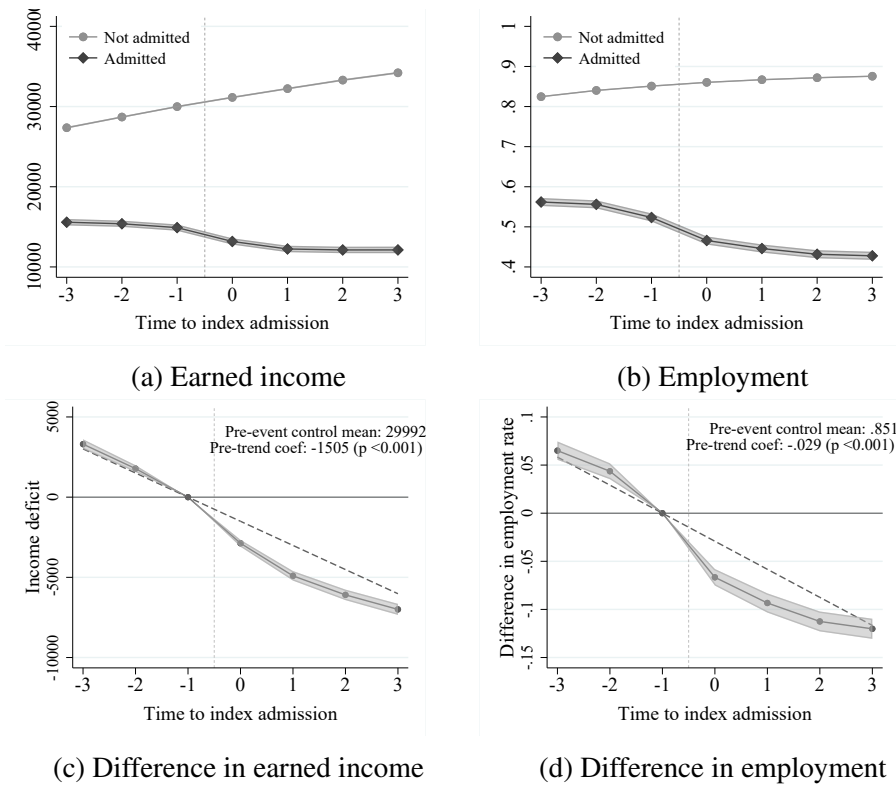 40000
30000
20000
10000
Not admitted
Admitted
-3 -2 -1 0 1 2 3
Time to index admission
(a) Earned income
1
.9
.8
.7
.6
.5
.4
Not admitted
Admitted
-3 -2 -1 0 1 2 3
Time to index admission
(b) Employment
Income deficit
5000
0
-5000
-10000
Pre-event control mean: 29992
Pre-trend coef: -1505 (p <0.001)
-3 -2 -1 0 1 2 3
Time to index admission
(c) Difference in earned income
Difference in employment rate
.1
.05
0
-.05
-.1
-.15
Pre-event control mean: .851
Pre-trend coef: -.029 (p <0.001)
-3 -2 -1 0 1 2 3
Time to index admission
(d) Difference in employment